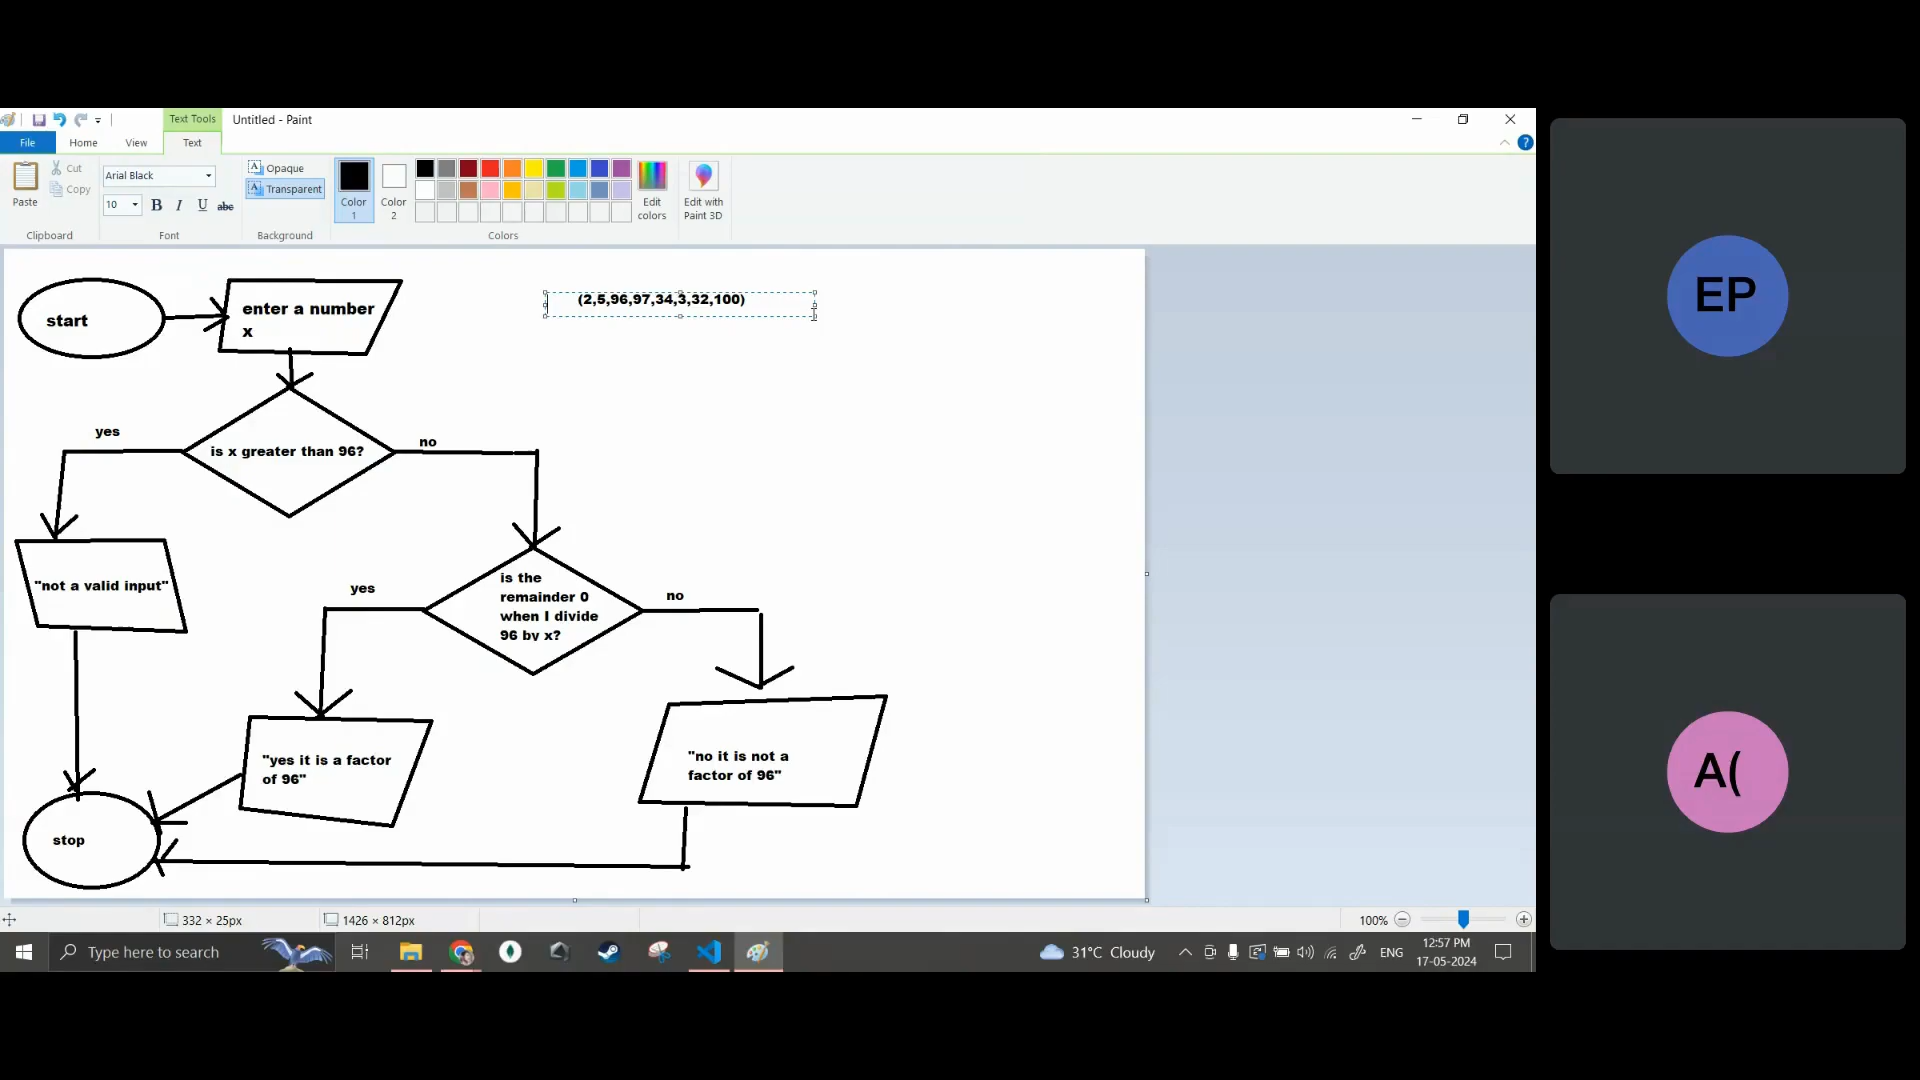 Text Tools
Untitled - Paint
File
Home
View
Text
Paste
Cut
Copy
Clipboard
Arial Black
10
B
I
U
abc
Font
A
Opaque
A
Transparent
Background
Color
1
Color
2
Edit
colors
Colors
Edit with
Paint 3D
start
enter a number
x
(2,5,96,97,34,3,32,100)
yes
is x greater than 96?
no
"not a valid input"
yes
is the
remainder 0
when I divide
96 by x?
no
"yes it is a factor
of 96"
"no it is not a
factor of 96"
stop
332 × 25px
1426 × 812px
100%
Type here to search
31°C Cloudy
ENG
12:57 PM
17-05-2024
EP
A(